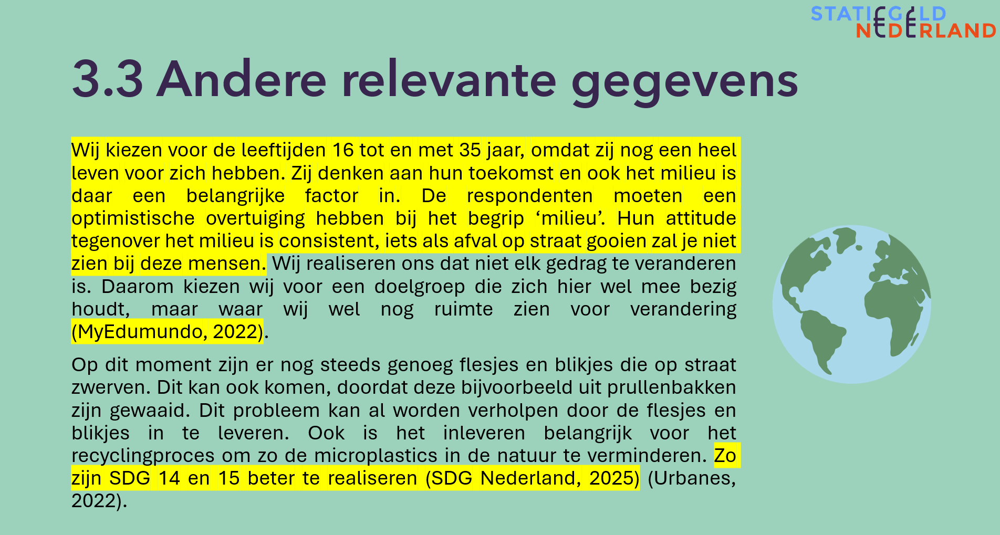 STATIEGELD
NEDERLAND
3.3 Andere relevante gegevens
Wij kiezen voor de leeftijden 16 tot en met 35 jaar, omdat zij nog een heel
leven voor zich hebben. Zij denken aan hun toekomst en ook het milieu is
daar een belangrijke factor in. De respondenten moeten een
optimistische overtuiging hebben bij het begrip ‘milieu’. Hun attitude
tegenover het milieu is consistent, iets als afval op straat gooien zal je niet
zien bij deze mensen. Wij realiseren ons dat niet elk gedrag te veranderen
is. Daarom kiezen wij voor een doelgroep die zich hier wel mee bezig
houdt, maar waar wij wel nog ruimte zien voor verandering
(MyEdumundo, 2022).
Op dit moment zijn er nog steeds genoeg flesjes en blikjes die op straat
zwerven. Dit kan ook komen, doordat deze bijvoorbeeld uit prullenbakken
zijn gewaaid. Dit probleem kan al worden verholpen door de flesjes en
blikjes in te leveren. Ook is het inleveren belangrijk voor het
recyclingproces om zo de microplastics in de natuur te verminderen. Zo
zijn SDG 14 en 15 beter te realiseren (SDG Nederland, 2025) (Urbanes,
2022).